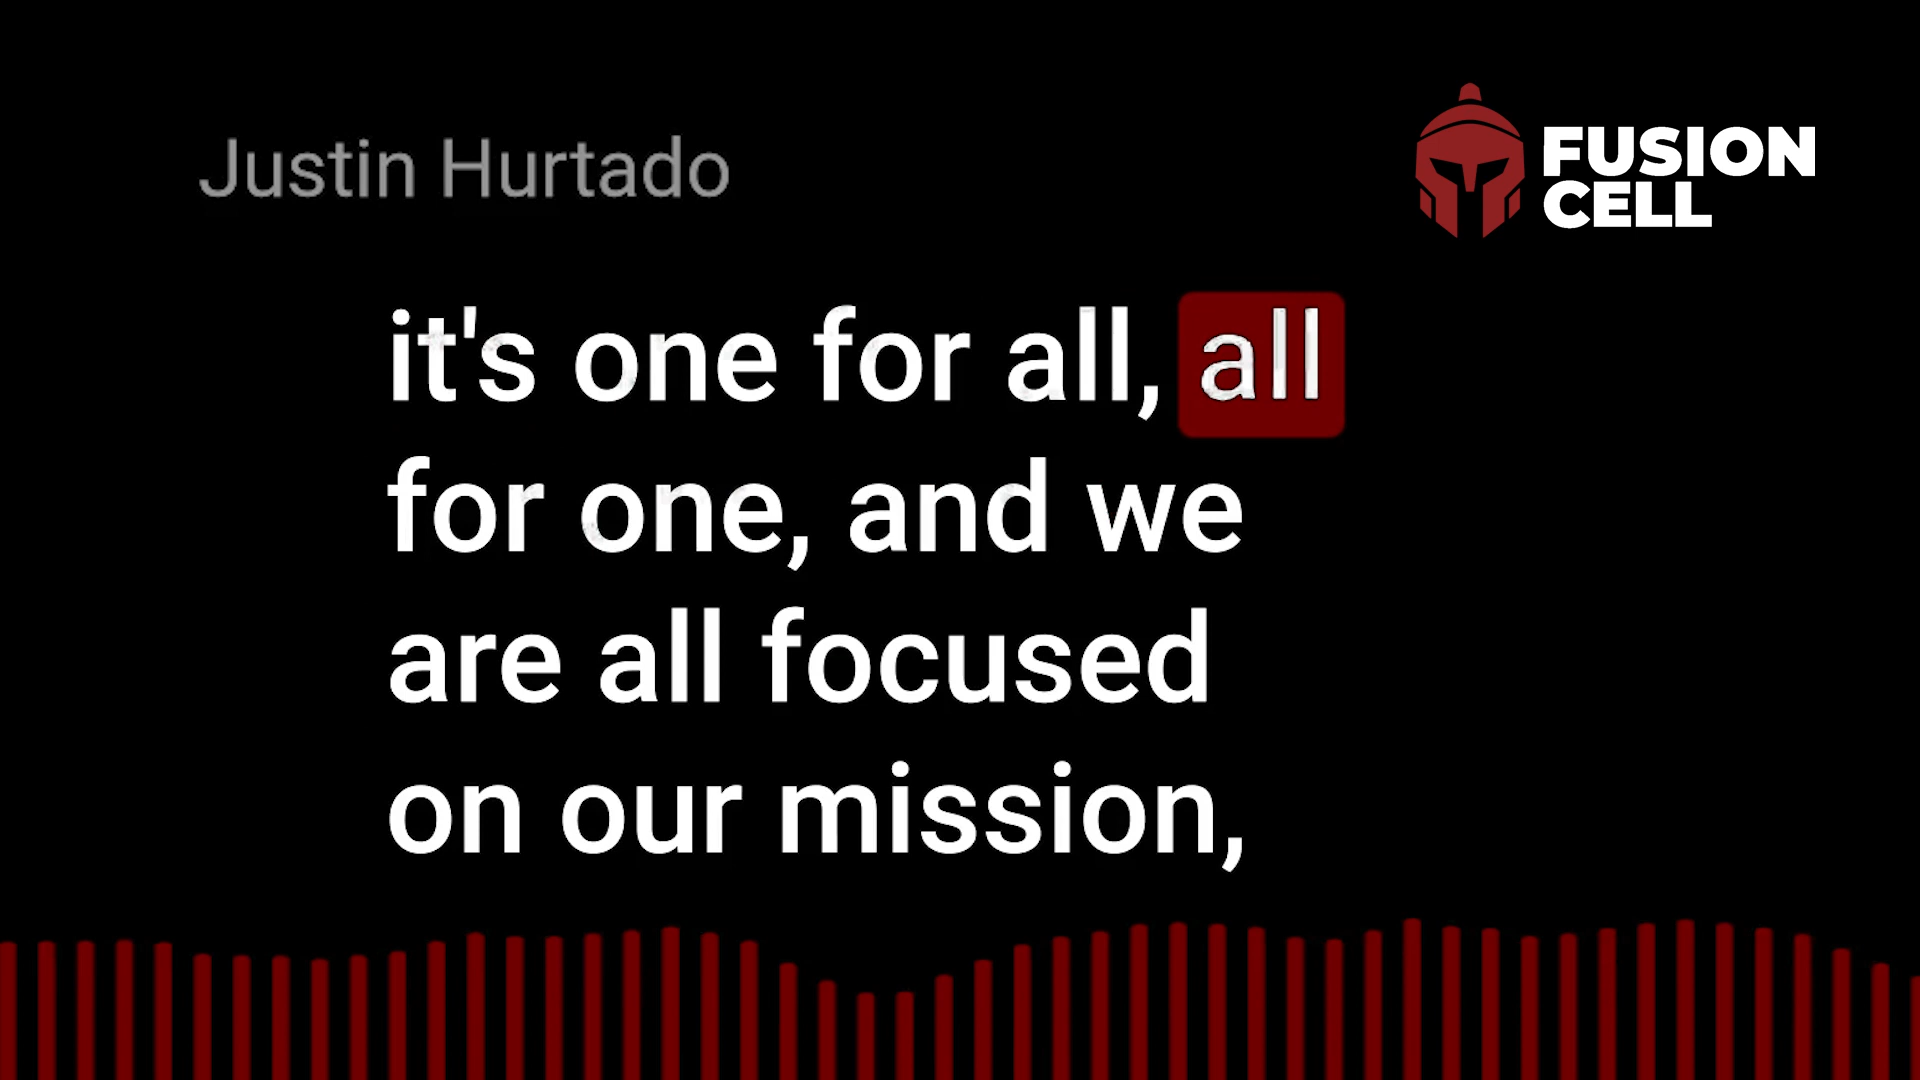 Justin Hurtado
FUSION
CELL
it's one for all, all
for one, and we
are all focused
on our mission,